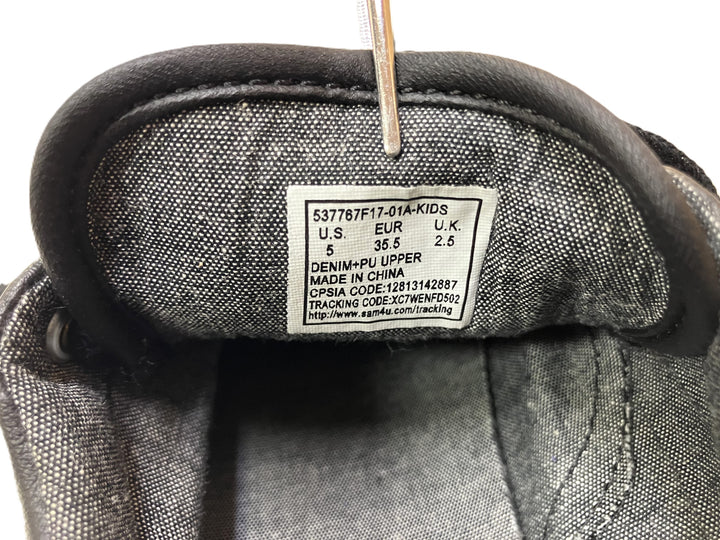 537767F17-01A-KIDS
U.S. EUR U.K.
5 35.5 2.5
DENIM+PU UPPER
MADE IN CHINA
CPSIA CODE:12813142887
TRACKING CODE:XC7WENFD502
http://www.sam4u.com/tracking